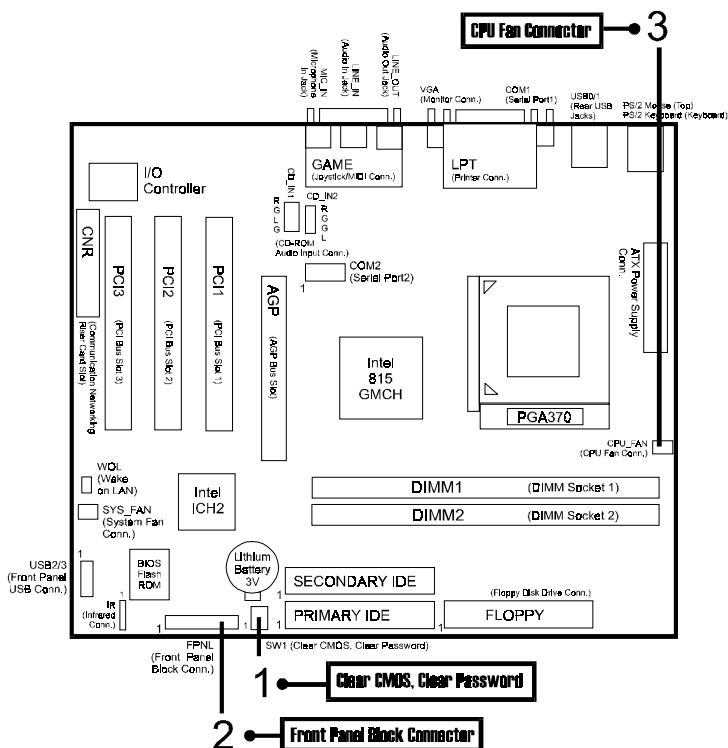 CPU Fan Connector
3
MIC_IN
(Microphone
In Jack)
LINE_IN
(Audio In Jack)
LINE_OUT
(Audio Out Jack)
VGA
(Monitor Conn.)
COM1
(Serial Port1)
USB0/1
(Rear USB
Jacks)
PS/2 Mouse (Top)
PS/2 Keyboard (Keyboard)
I/O
Controller
GAME
(Joystick/MIDI Conn.)
LPT
(Printer Conn.)
CD_IN1
R
G
L
G
CD_IN2
R
G
G
L
(CD-ROM
Audio Input Conn.)
COM2
(Serial Port2)
1
ATX Power Supply
Conn.
CNR
(Communication Networking
Riser Card Slot)
PCI3
(PCI Bus Slot 3)
PCI2
(PCI Bus Slot 2)
PCI1
(PCI Bus Slot 1)
AGP
(AGP Bus Slot)
Intel
815
GMCH
PGA370
CPU_FAN
(CPU Fan Conn.)
WOL
(Wake
on LAN)
SYS_FAN
(System Fan
Conn.)
Intel
ICH2
DIMM1 (DIMM Socket 1)
DIMM2 (DIMM Socket 2)
USB2/3
(Front Panel
USB Conn.)
1
BIOS
Flash
ROM
Lithium
Battery
3V
1
SECONDARY IDE
(Floppy Disk Drive Conn.)
IR
(Infrared
Conn.)
1
1
1
1
PRIMARY IDE
1
FLOPPY
FPNL
(Front Panel
Block Conn.)
SW1 (Clear CMOS, Clear Password)
1
Clear CMOS, Clear Password
2
Front Panel Block Connector